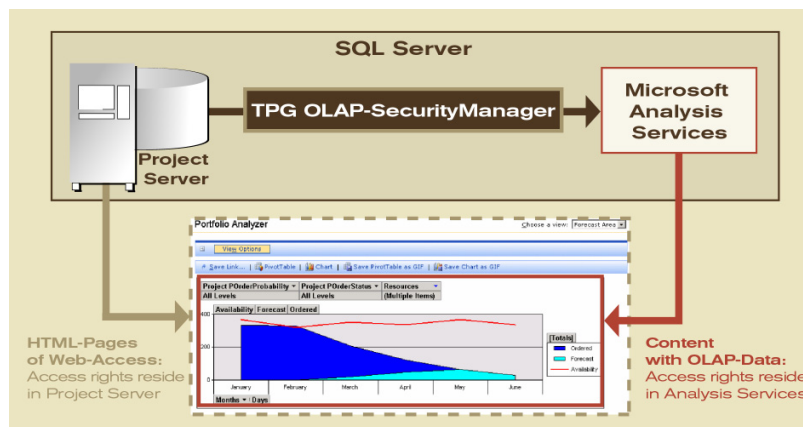 SQL Server
TPG OLAP-SecurityManager
Microsoft
Analysis
Services
Project
Server
Portfolio Analyzer
Choose a view: Forecast Area
View Options
Save Link... | PivotTable | Chart | Save PivotTable as GIF | Save Chart as GIF
Project POderProbability Project POderStatus Resources
All Levels All Levels (Multiple Items)
Availability Forecast Ordered
400
200
0
January February March April May June
Months Days
[Totals]
Ordered
Forecast
Availability
HTML-Pages
of Web-Access:
Access rights reside
in Project Server
Content
with OLAP-Data:
Access rights reside
in Analysis Services